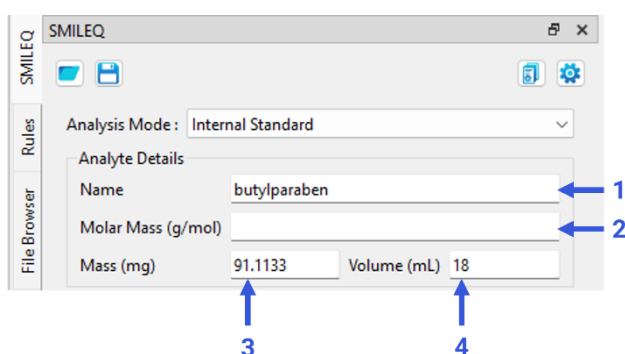 SMILEQ
SMILEQ
Rules
File Browser
Analysis Mode : Internal Standard
Analyte Details
Name butylparaben 1
Molar Mass (g/mol) 2
Mass (mg) 91.1133 Volume (mL) 18
3 4